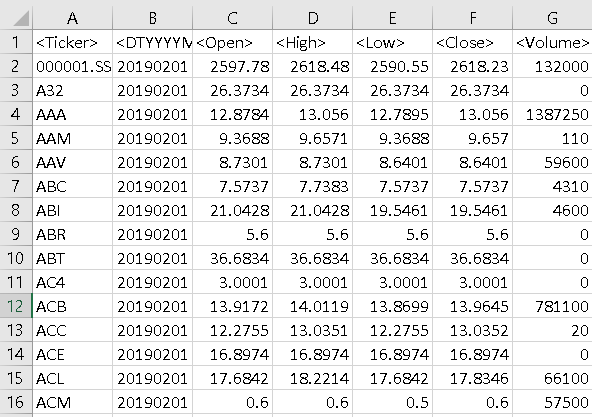 A B C D E F G
1 <Ticker> <DTYYYYM <Open> <High> <Low> <Close> <Volume>
2 000001.SS 20190201 2597.78 2618.48 2590.55 2618.23 132000
3 A32 20190201 26.3734 26.3734 26.3734 26.3734 0
4 AAA 20190201 12.8784 13.056 12.7895 13.056 1387250
5 AAM 20190201 9.3688 9.6571 9.3688 9.657 110
6 AAV 20190201 8.7301 8.7301 8.6401 8.6401 59600
7 ABC 20190201 7.5737 7.7383 7.5737 7.5737 4310
8 ABI 20190201 21.0428 21.0428 19.5461 19.5461 4600
9 ABR 20190201 5.6 5.6 5.6 5.6 0
10 ABT 20190201 36.6834 36.6834 36.6834 36.6834 0
11 AC4 20190201 3.0001 3.0001 3.0001 3.0001 0
12 ACB 20190201 13.9172 14.0119 13.8699 13.9645 781100
13 ACC 20190201 12.2755 13.0351 12.2755 13.0352 20
14 ACE 20190201 16.8974 16.8974 16.8974 16.8974 0
15 ACL 20190201 17.6842 18.2214 17.6842 17.8346 66100
16 ACM 20190201 0.6 0.6 0.5 0.6 57500